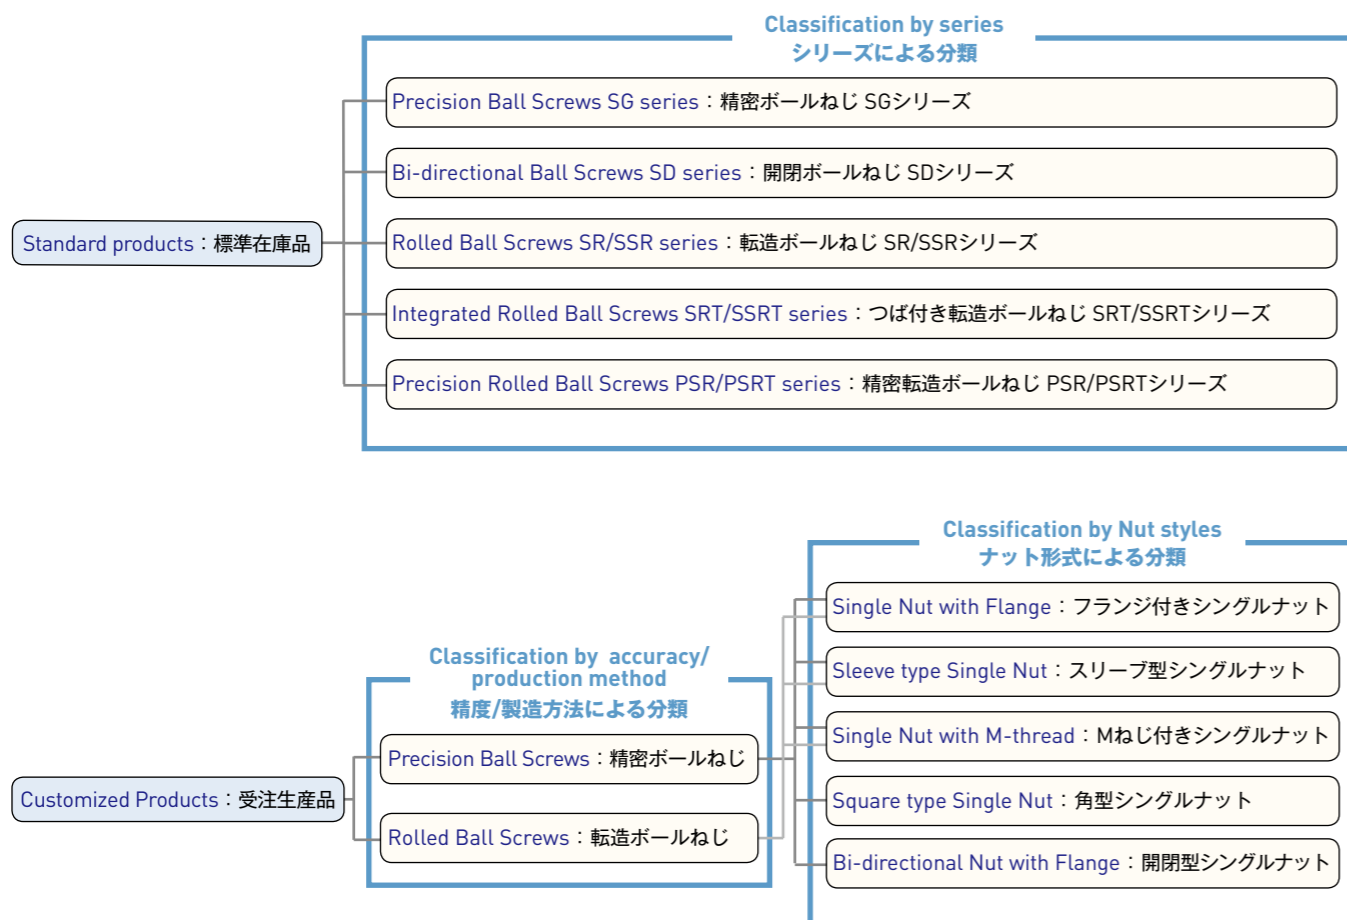 Classification by series
シリーズによる分類
Precision Ball Screws SG series：精密ボールねじ SGシリーズ
Bi-directional Ball Screws SD series：開閉ボールねじ SDシリーズ
Standard products：標準在庫品
Rolled Ball Screws SR/SSR series：転造ボールねじ SR/SSRシリーズ
Integrated Rolled Ball Screws SRT/SSRT series：つば付き転造ボールねじ SRT/SSRTシリーズ
Precision Rolled Ball Screws PSR/PSRT series：精密転造ボールねじ PSR/PSRTシリーズ
Classification by Nut styles
ナット形式による分類
Single Nut with Flange：フランジ付きシングルナット
Classification by accuracy/
production method
精度/製造方法による分類
Sleeve type Single Nut：スリーブ型シングルナット
Single Nut with M-thread：Mねじ付きシングルナット
Precision Ball Screws：精密ボールねじ
Customized Products：受注生産品
Square type Single Nut：角型シングルナット
Rolled Ball Screws：転造ボールねじ
Bi-directional Nut with Flange：開閉型シングルナット